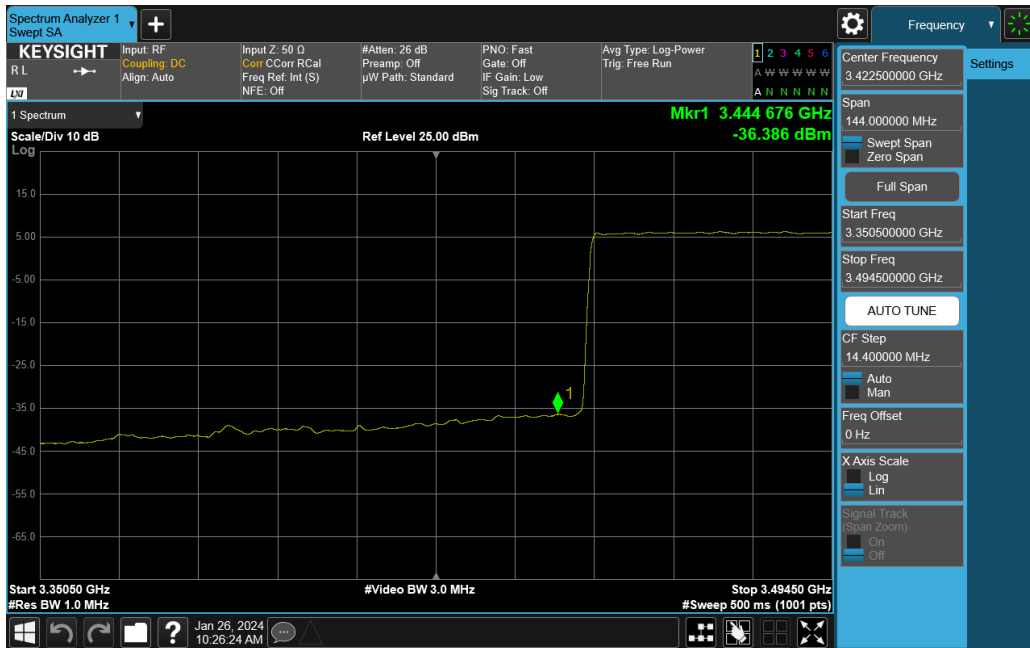 Spectrum Analyzer 1
Swept SA
Frequency
KEYSIGHT
R L
LXI
Input: RF
Coupling: DC
Align: Auto
Input Z: 50 Ω
Corr CCorr RCal
Freq Ref: Int (S)
NFE: Off
#Atten: 26 dB
Preamp: Off
µW Path: Standard
PNO: Fast
Gate: Off
IF Gain: Low
Sig Track: Off
Avg Type: Log-Power
Trig: Free Run
1 2 3 4 5 6
A W W W W W
A N N N N N
1 Spectrum
Scale/Div 10 dB
Log
Ref Level 25.00 dBm
Mkr1 3.444 676 GHz
-36.386 dBm
15.0
5.00
-5.00
-15.0
-25.0
-35.0
-45.0
-55.0
-65.0
1
Start 3.35050 GHz
#Res BW 1.0 MHz
#Video BW 3.0 MHz
Stop 3.49450 GHz
#Sweep 500 ms (1001 pts)
Center Frequency
3.422500000 GHz
Span
144.000000 MHz
Swept Span
Zero Span
Full Span
Start Freq
3.350500000 GHz
Stop Freq
3.494500000 GHz
AUTO TUNE
CF Step
14.400000 MHz
Auto
Man
Freq Offset
0 Hz
X Axis Scale
Log
Lin
Signal Track
(Span Zoom)
On
Off
Settings
?
Jan 26, 2024
10:26:24 AM